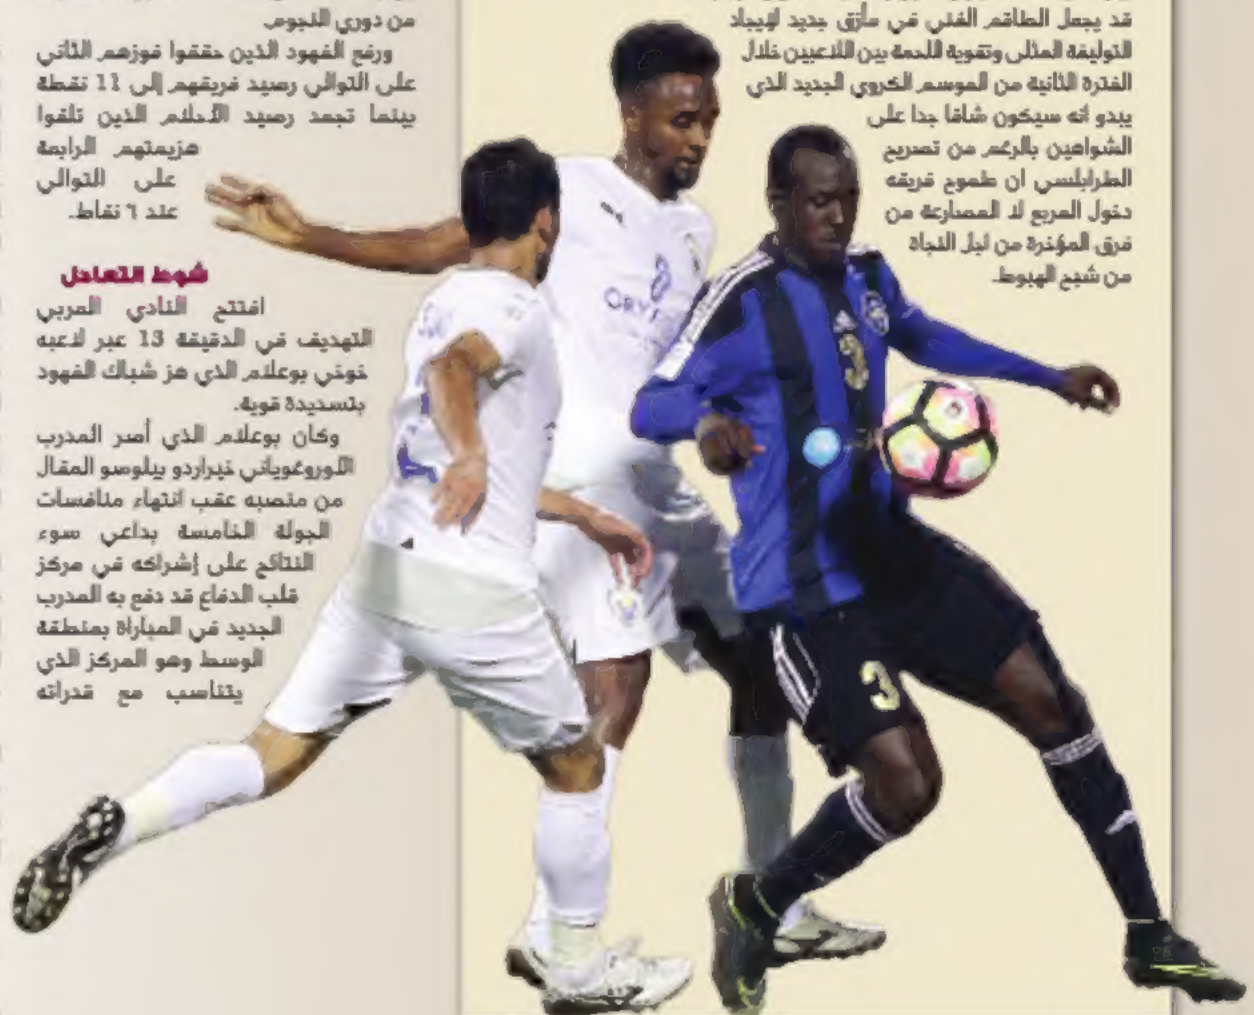 قد يجعل الطاقم الفني في مأزق جديد لإيجاد
التوليفة المثلى وتقوية اللحمة بين اللاعبين خلال
الفترة الثانية من الموسم الكروي الجديد الذي
يبدو انه سيكون شاقا جدا على
الشواهين بالرغم من تصريح
الطرابلسي ان طموح فريقه
دخول المربع لا المصارعة من
فرق المؤخرة من اجل النجاة
من شبح الهبوط.
من دوري النجوم.
ورفع الفهود الذين حققوا فوزهم الثاني
على التوالي رصيد فريقهم إلى 11 نقطة
بينما تجمد رصيد الأحلام الذين تلقوا
هزيمتهم الرابعة
على التوالي
عند ٦ نقاط.
شوط التعادل
افتتح النادي العربي
التهديف في الدقيقة 13 عبر لاعبه
خوخي بوعلام الذي هز شباك الفهود
بتسديدة قوية.
وكان بوعلام الذي أصر المدرب
الأوروغوياني خيراردو بيلوسو المقال
من منصبه عقب انتهاء منافسات
الجولة الخامسة بداعي سوء
النتائج على إشراكه في مركز
قلب الدفاع قد دفع به المدرب
الجديد في المباراة بمنطقة
الوسط وهو المركز الذي
يتناسب مع قدراته
3
3